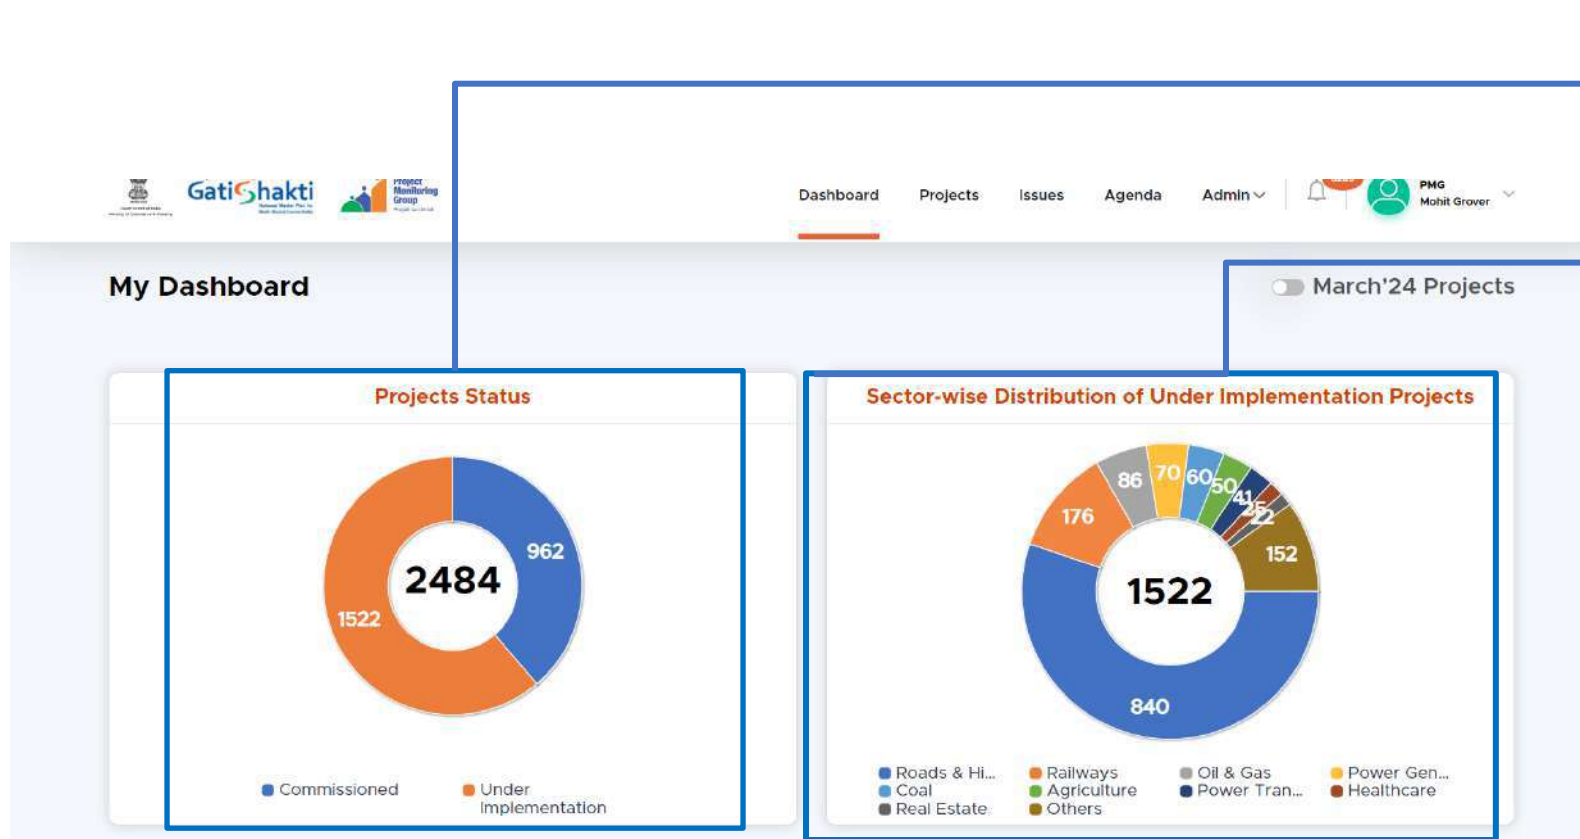 GatiShakti
Project
Monitoring
Group
Dashboard
Projects
Issues
Agenda
Admin
PMG
Mohit Grover
My Dashboard
March'24 Projects
Projects Status
962
2484
1522
Commissioned
Under
Implementation
Sector-wise Distribution of Under Implementation Projects
86
70
60
50
41
22
176
152
1522
840
Roads & Hi...
Railways
Oil & Gas
Power Gen...
Coal
Agriculture
Power Tran...
Healthcare
Real Estate
Others